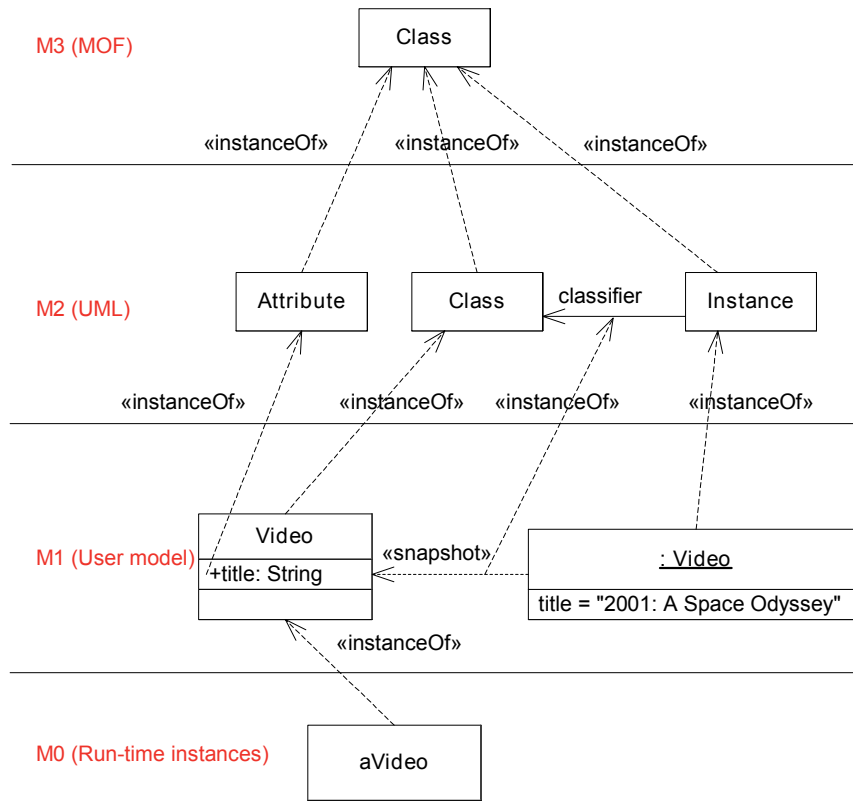 M3 (MOF)
Class
«instanceOf» «instanceOf» «instanceOf»
M2 (UML)
Attribute
Class
classifier
Instance
«instanceOf» «instanceOf» «instanceOf» «instanceOf»
M1 (User model)
Video
+title: String
«snapshot»
: Video
title = "2001: A Space Odyssey"
«instanceOf»
M0 (Run-time instances)
aVideo